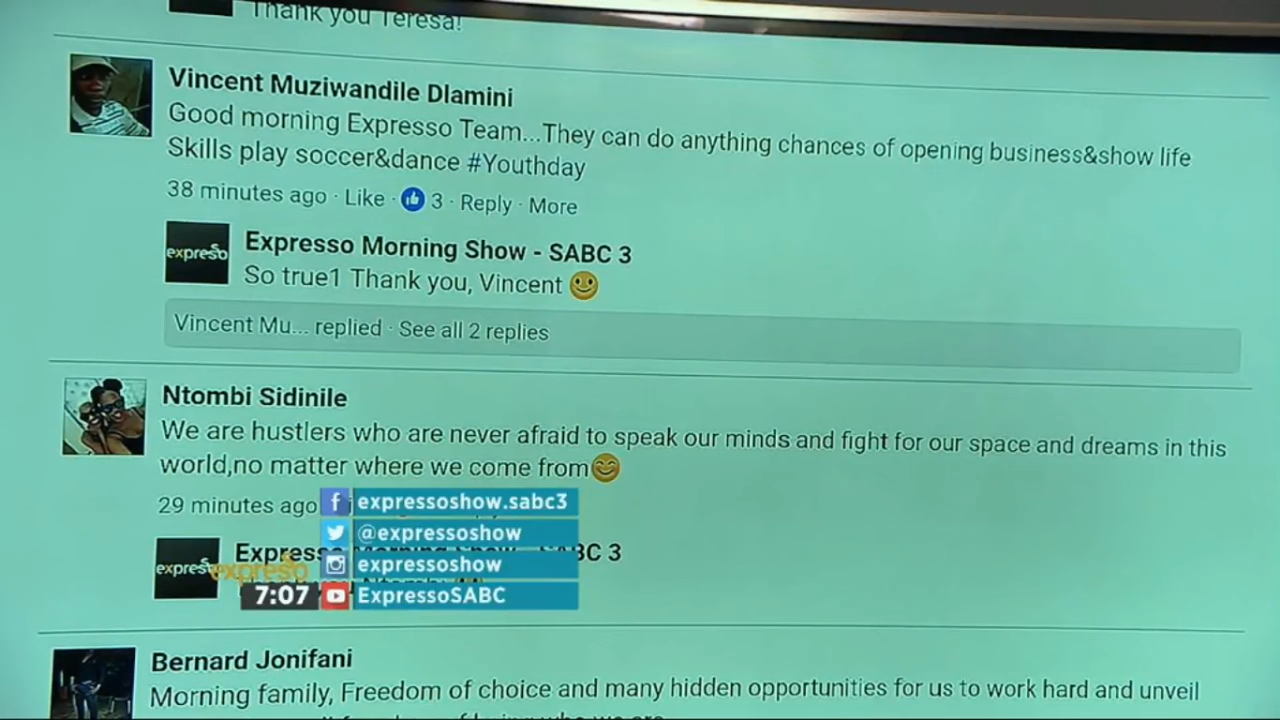 Thank you Teresa!
Vincent Muziwandile Dlamini
Good morning Expresso Team...They can do anything chances of opening business&show life
Skills play soccer&dance #Youthday
38 minutes ago · Like · 3 · Reply · More
expresso
Expresso Morning Show - SABC 3
So true1 Thank you, Vincent
Vincent Mu... replied · See all 2 replies
Ntombi Sidinile
We are hustlers who are never afraid to speak our minds and fight for our space and dreams in this
world,no matter where we come from
29 minutes ago
f expressoshow.sabc3
@expressoshow
expressoshow
ExpressoSABC
Expresso Morning Show - SABC 3
expresso
expresso
7:07
Bernard Jonifani
Morning family, Freedom of choice and many hidden opportunities for us to work hard and unveil